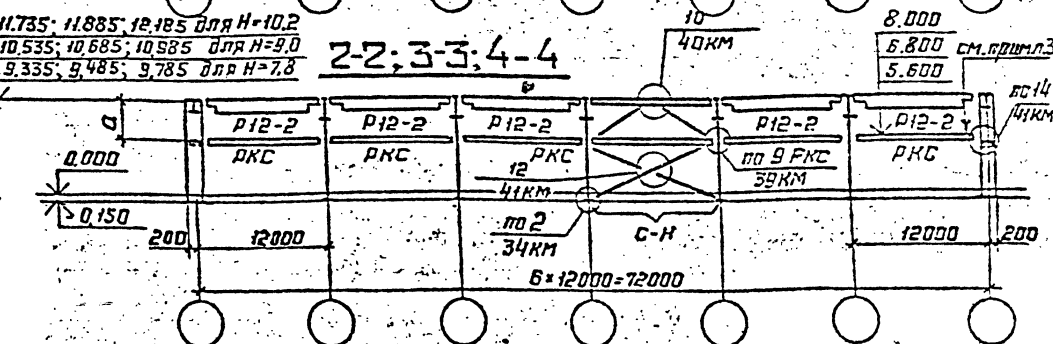 11.735; 11.885; 12.185 для H=10,2
10,535; 10,685; 10,985 для H=9,0
9,335; 9,485; 9,785 для H=7,8
2-2; 3-3; 4-4
10
40КМ
8.000
6.800 см. прим.3
5.600
по 14
41КМ
а
Р12-2 Р12-2 Р12-2 Р12-2 Р12-2
РКС РКС РКС РКС
0,000
0,150
12
41КМ
по 9 РКС
39КМ
по 2
34КМ
С-Н
200 12000 12000 200
6×12000=72000